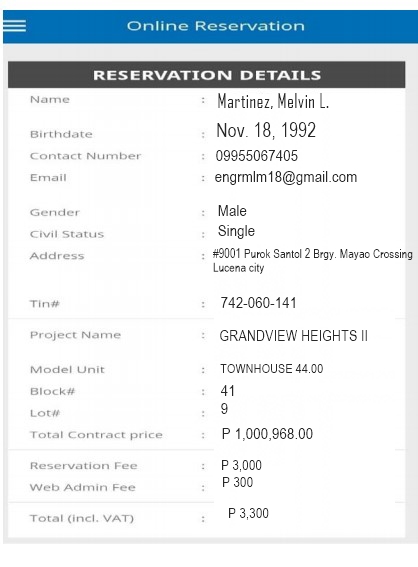 Online Reservation
RESERVATION DETAILS
Name : Martinez, Melvin L.
Birthdate : Nov. 18, 1992
Contact Number : 09955067405
Email : engrmlm18@gmail.com
Gender : Male
Civil Status : Single
Address : #9001 Purok Santol 2 Brgy. Mayao Crossing
Lucena city
Tin# : 742-060-141
Project Name : GRANDVIEW HEIGHTS II
Model Unit : TOWNHOUSE 44.00
Block# : 41
Lot# : 9
Total Contract price : P 1,000,968.00
Reservation Fee : P 3,000
Web Admin Fee : P 300
Total (incl. VAT) : P 3,300